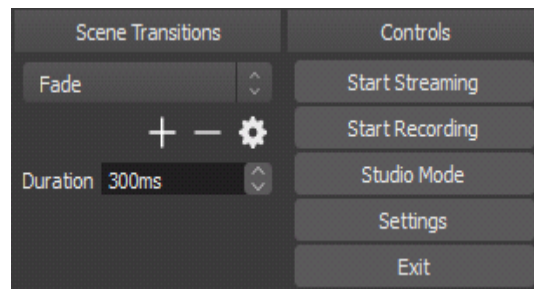 Scene Transitions
Fade
Duration 300ms
Controls
Start Streaming
Start Recording
Studio Mode
Settings
Exit